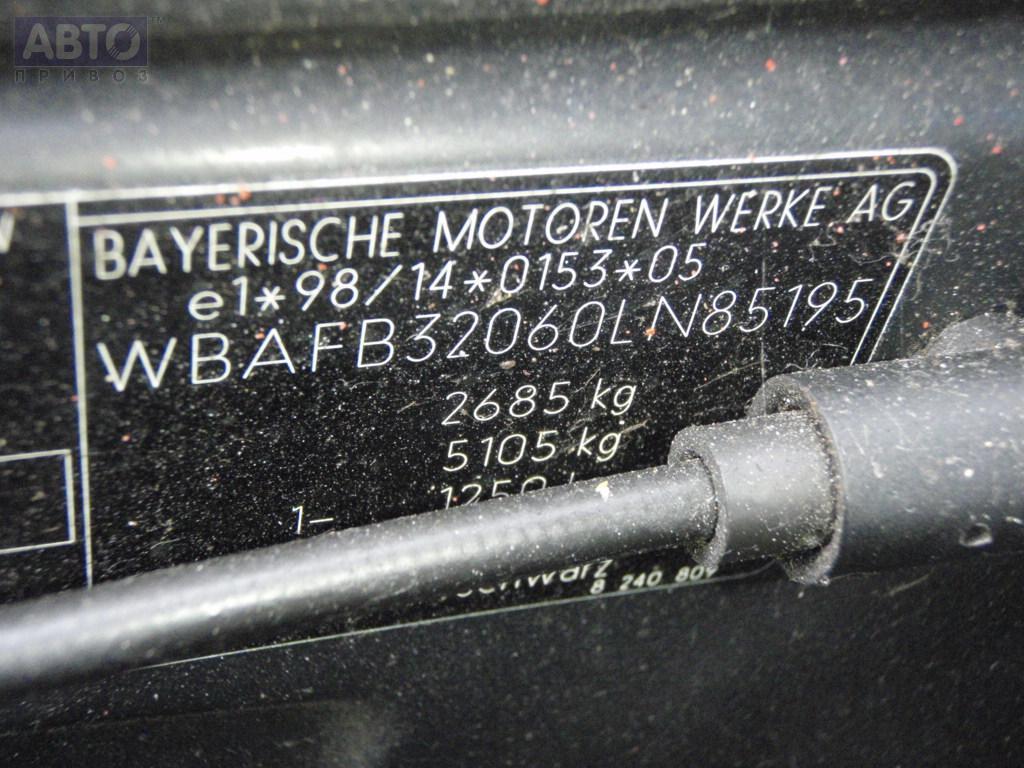 АВТО™
ПРИВОЗ
BAYERISCHE MOTOREN WERKE AG
e1*98/14*0153*05
WBAFB32060LN85195
2685 kg
5105 kg
1-
8 240 809